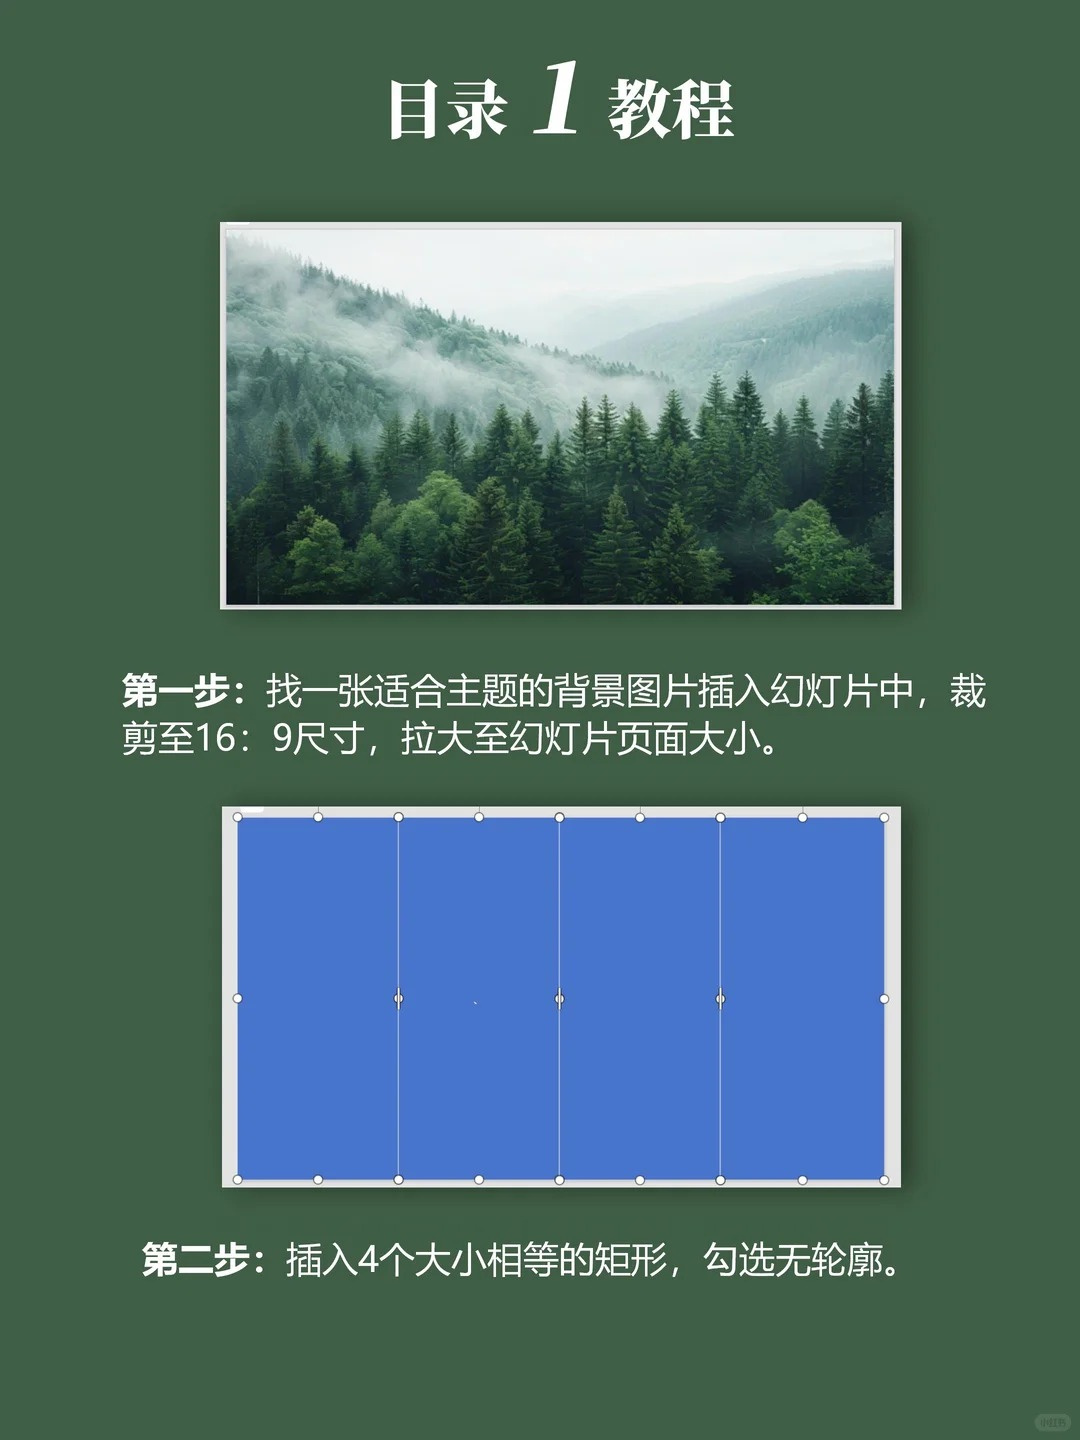 目录 1 教程
第一步：找一张适合主题的背景图片插入幻灯片中，裁
剪至16：9尺寸，拉大至幻灯片页面大小。
第二步：插入4个大小相等的矩形，勾选无轮廓。
小红书